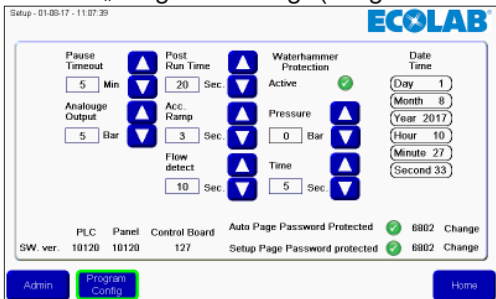 Setup - 01-08-17 - 11:07:39
ECOLAB®
Pause Timeout
5 Min
Post Run Time
20 Sec.
Waterhammer Protection
Active
Date Time
Day 1
Month 8
Year 2017
Hour 10
Minute 27
Second 33
Analouge Output
5 Bar
Acc. Ramp
3 Sec.
Pressure
0 Bar
Flow detect
10 Sec.
Time
5 Sec.
PLC Panel Control Board
SW. ver. 10120 10120 127
Auto Page Password Protected 6802 Change
Setup Page Password protected 6802 Change
Admin
Program Config
Home